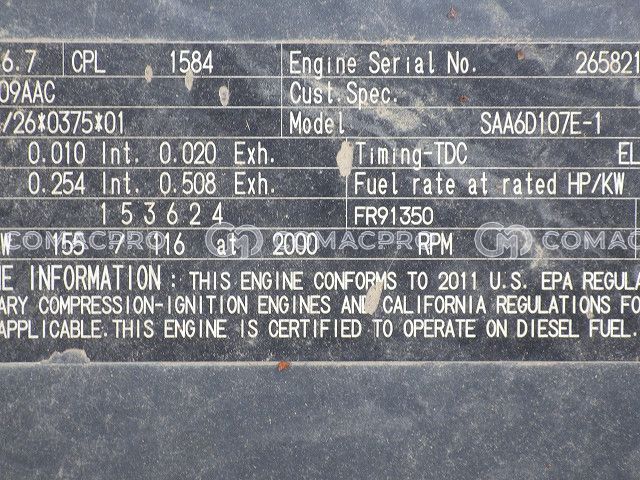 6.7 CPL 1584 Engine Serial No. 265821
09AAC Cust.Spec.
/26*0375*01 Model SAA6D107E-1
0.010 Int. 0.020 Exh. Timing-TDC EL
0.254 Int. 0.508 Exh. Fuel rate at rated HP/KW
153624 FR91350
W 155 / 116 at 2000 RPM
COMACPRO COMACPRO COMAC
NE INFORMATION : THIS ENGINE CONFORMS TO 2011 U.S. EPA REGULA
ARY COMPRESSION-IGNITION ENGINES AND CALIFORNIA REGULATIONS FO
APPLICABLE. THIS ENGINE IS CERTIFIED TO OPERATE ON DIESEL FUEL.